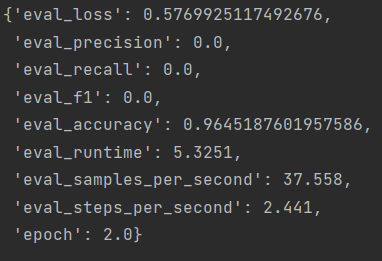 {'eval_loss': 0.5769925117492676,
'eval_precision': 0.0,
'eval_recall': 0.0,
'eval_f1': 0.0,
'eval_accuracy': 0.9645187601957586,
'eval_runtime': 5.3251,
'eval_samples_per_second': 37.558,
'eval_steps_per_second': 2.441,
'epoch': 2.0}